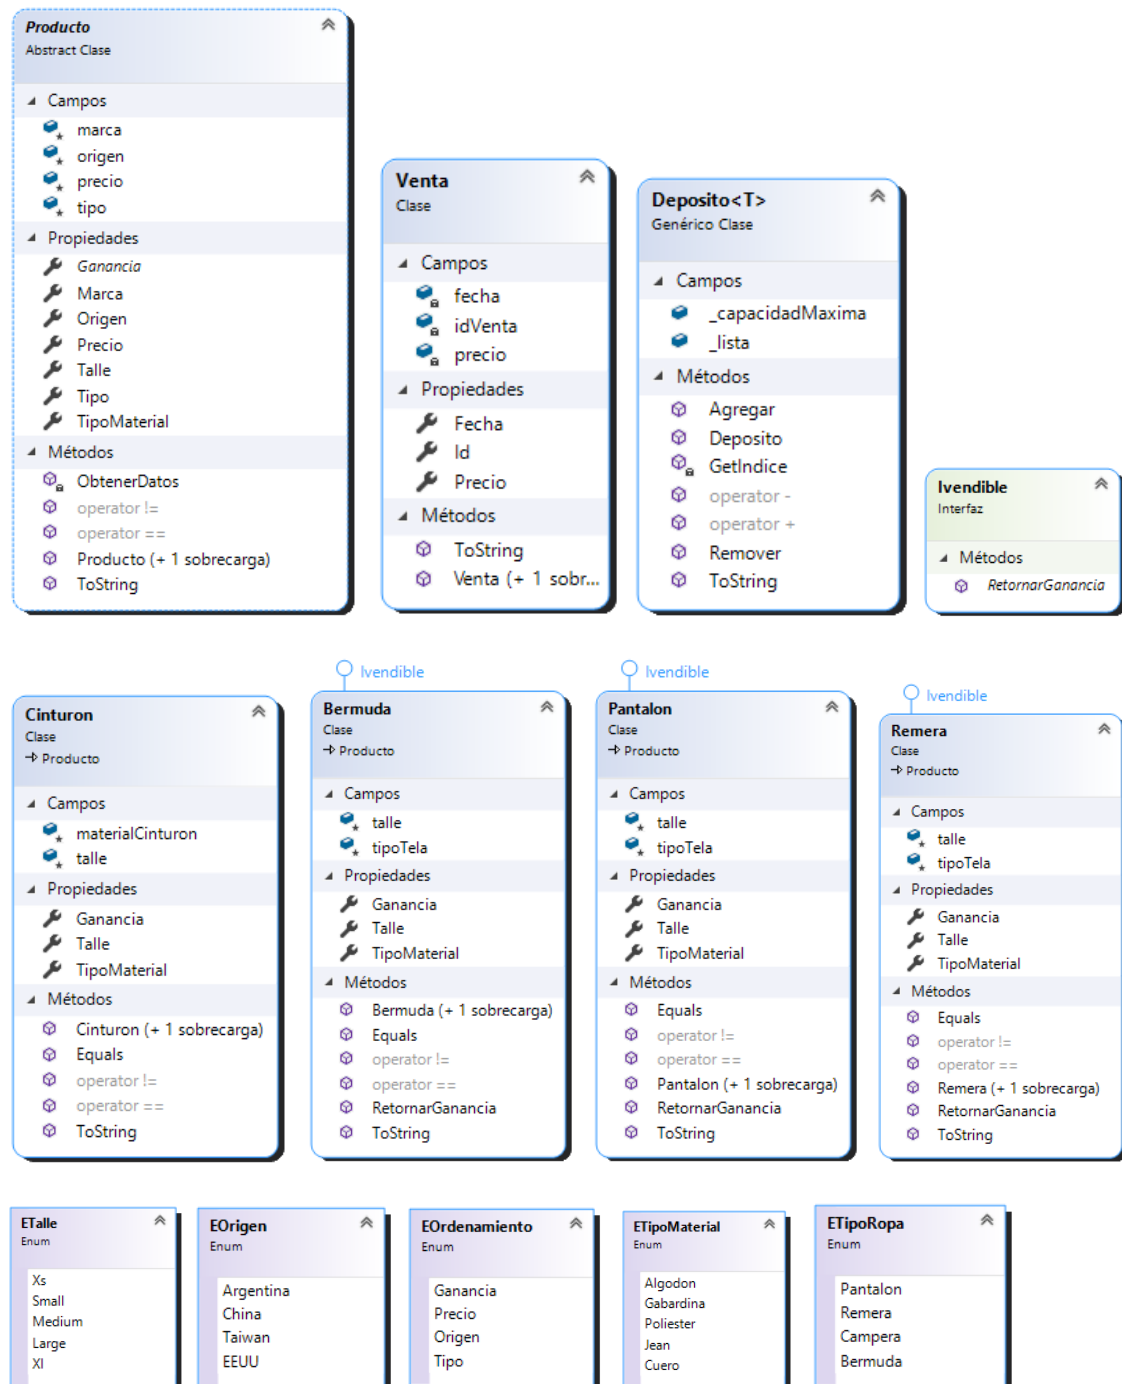 Producto
Abstract Clase
Campos
marca
origen
precio
tipo
Propiedades
Ganancia
Marca
Origen
Precio
Talle
Tipo
TipoMaterial
Métodos
ObtenerDatos
operator !=
operator ==
Producto (+ 1 sobrecarga)
ToString
Venta
Clase
Campos
fecha
idVenta
precio
Propiedades
Fecha
Id
Precio
Métodos
ToString
Venta (+ 1 sobr...
Deposito<T>
Genérico Clase
Campos
_capacidadMaxima
_lista
Métodos
Agregar
Deposito
GetIndice
operator -
operator +
Remover
ToString
Ivendible
Interfaz
Métodos
RetornarGanancia
Cinturon
Clase
Producto
Campos
materialCinturon
talle
Propiedades
Ganancia
Talle
TipoMaterial
Métodos
Cinturon (+ 1 sobrecarga)
Equals
operator !=
operator ==
ToString
Ivendible
Bermuda
Clase
Producto
Campos
talle
tipoTela
Propiedades
Ganancia
Talle
TipoMaterial
Métodos
Bermuda (+ 1 sobrecarga)
Equals
operator !=
operator ==
RetornarGanancia
ToString
Ivendible
Pantalon
Clase
Producto
Campos
talle
tipoTela
Propiedades
Ganancia
Talle
TipoMaterial
Métodos
Equals
operator !=
operator ==
Pantalon (+ 1 sobrecarga)
RetornarGanancia
ToString
Ivendible
Remera
Clase
Producto
Campos
talle
tipoTela
Propiedades
Ganancia
Talle
TipoMaterial
Métodos
Equals
operator !=
operator ==
Remera (+ 1 sobrecarga)
RetornarGanancia
ToString
ETalle
Enum
Xs
Small
Medium
Large
Xl
EOrigen
Enum
Argentina
China
Taiwan
EEUU
EOrdenamiento
Enum
Ganancia
Precio
Origen
Tipo
ETipoMaterial
Enum
Algodon
Gabardina
Poliester
Jean
Cuero
ETipoRopa
Enum
Pantalon
Remera
Campera
Bermuda